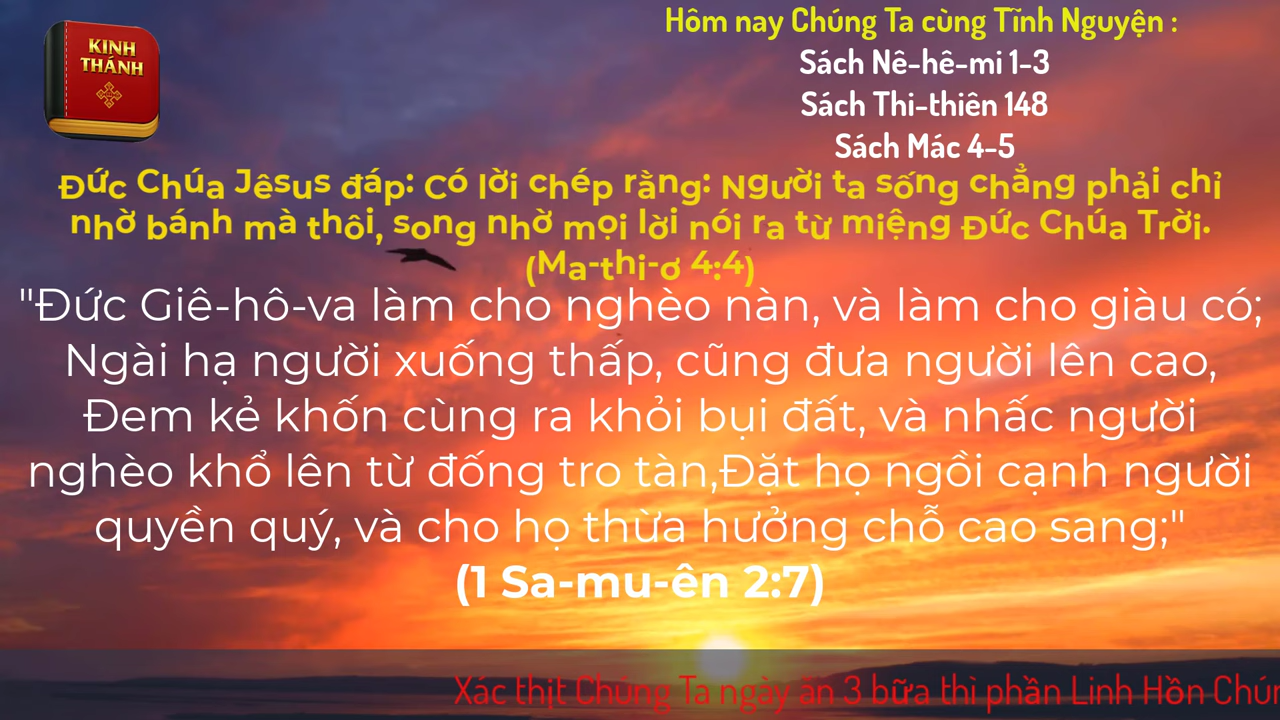 KINH
THÁNH
Hôm nay Chúng Ta cùng Tĩnh Nguyện :
Sách Nê-hê-mi 1-3
Sách Thi-thiên 148
Sách Mác 4-5
Đức Chúa Jêsus đáp: Có lời chép rằng: Người ta sống chẳng phải chỉ
nhờ bánh mà thôi, song nhờ mọi lời nói ra từ miệng Đức Chúa Trời.
(Ma-thi-ơ 4:4)
"Đức Giê-hô-va làm cho nghèo nàn, và làm cho giàu có;
Ngài hạ người xuống thấp, cũng đưa người lên cao,
Đem kẻ khốn cùng ra khỏi bụi đất, và nhấc người
nghèo khổ lên từ đống tro tàn,Đặt họ ngồi cạnh người
quyền quý, và cho họ thừa hưởng chỗ cao sang;"
(1 Sa-mu-ên 2:7)
Xác thịt Chúng Ta ngày ăn 3 bữa thì phần Linh Hồn